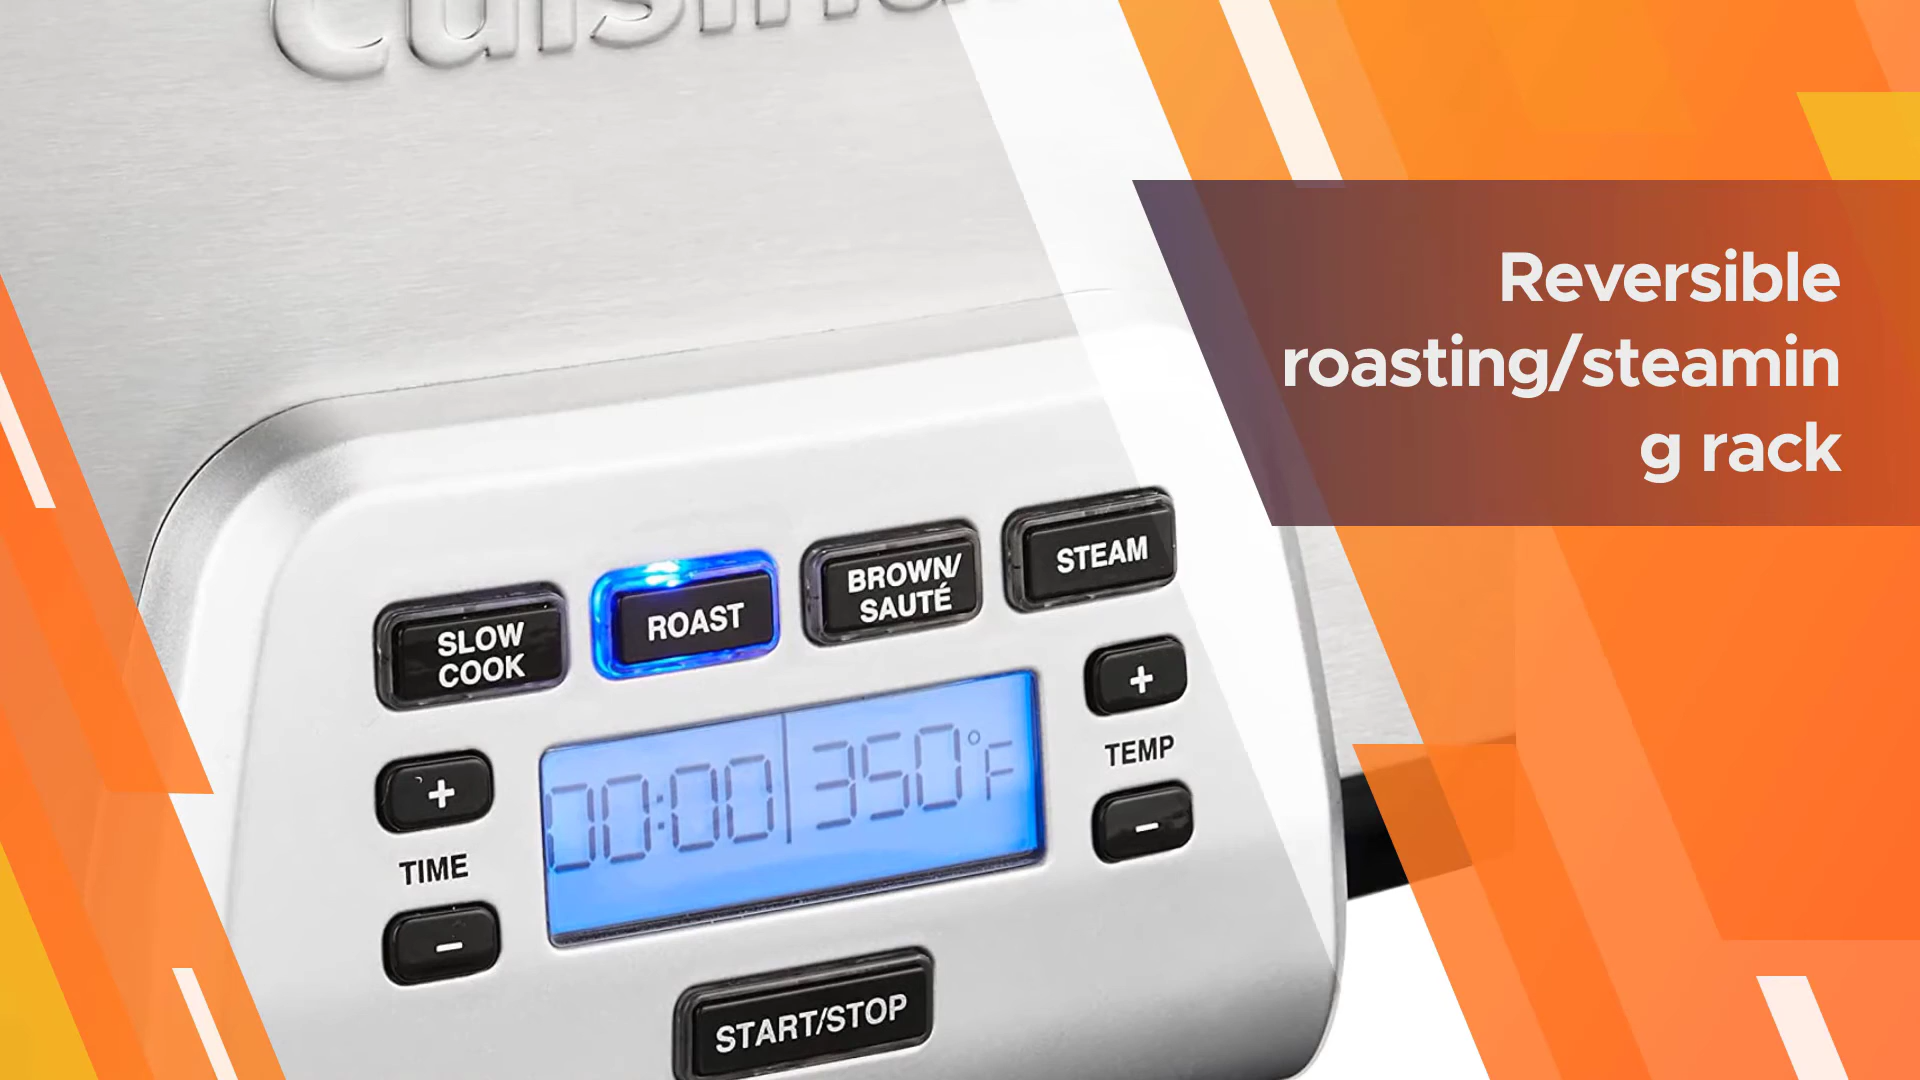 Reversible
roasting/steamin
g rack
SLOW
COOK
ROAST
BROWN/
SAUTÉ
STEAM
+
+
00:00 350°F
TEMP
TIME
-
-
START/STOP